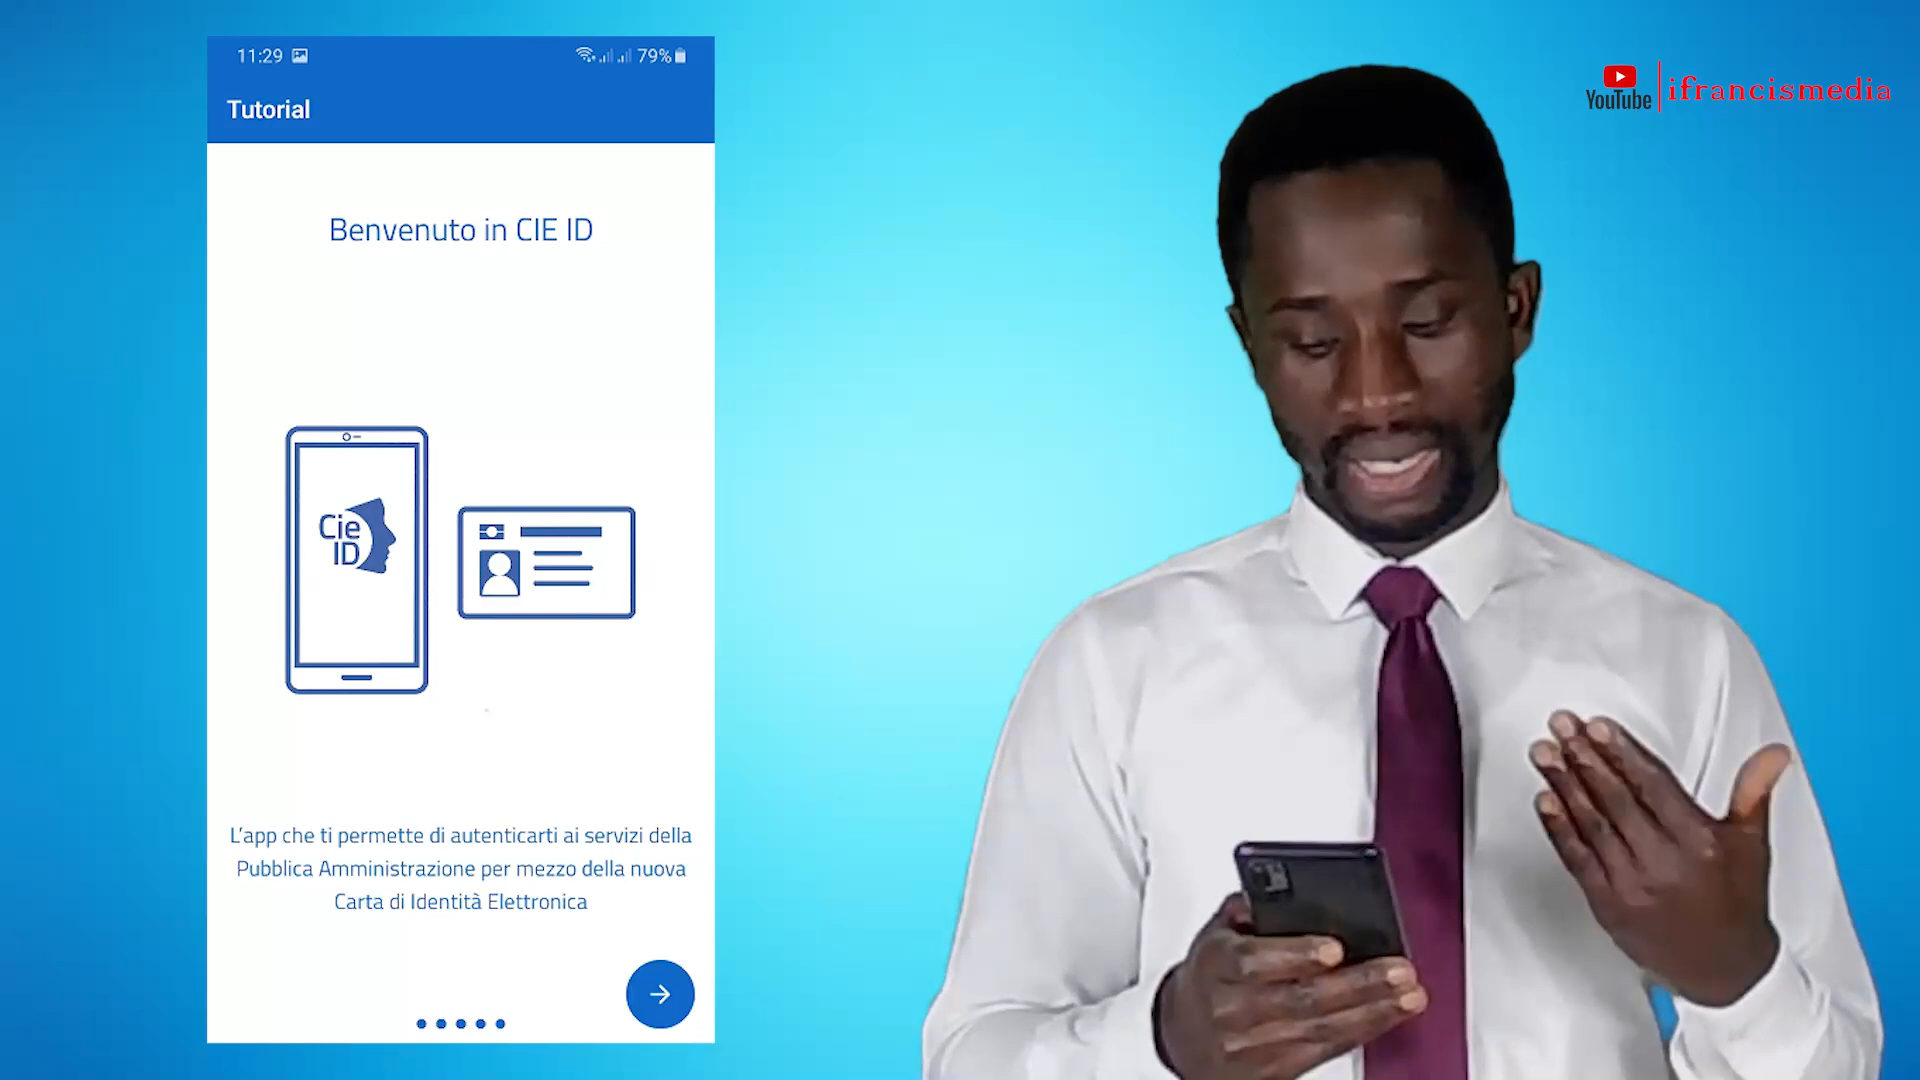 11:29
79%
Tutorial
Benvenuto in CIE ID
Cie
ID
L'app che ti permette di autenticarti ai servizi della
Pubblica Amministrazione per mezzo della nuova
Carta di Identità Elettronica
YouTube
ifrancismedia